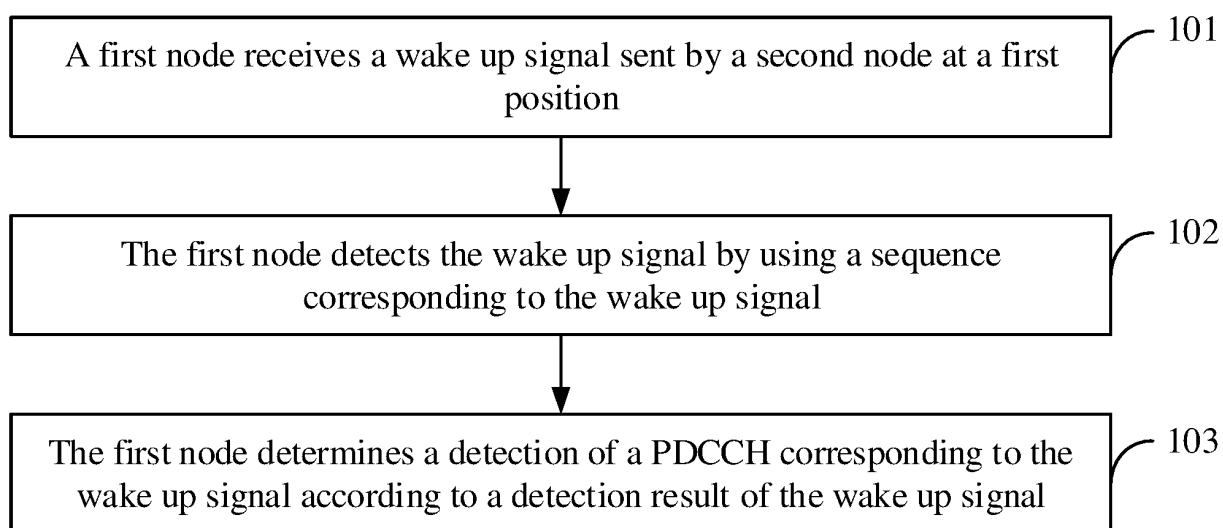 A first node receives a wake up signal sent by a second node at a first
position
101
The first node detects the wake up signal by using a sequence
corresponding to the wake up signal
102
The first node determines a detection of a PDCCH corresponding to the
wake up signal according to a detection result of the wake up signal
103